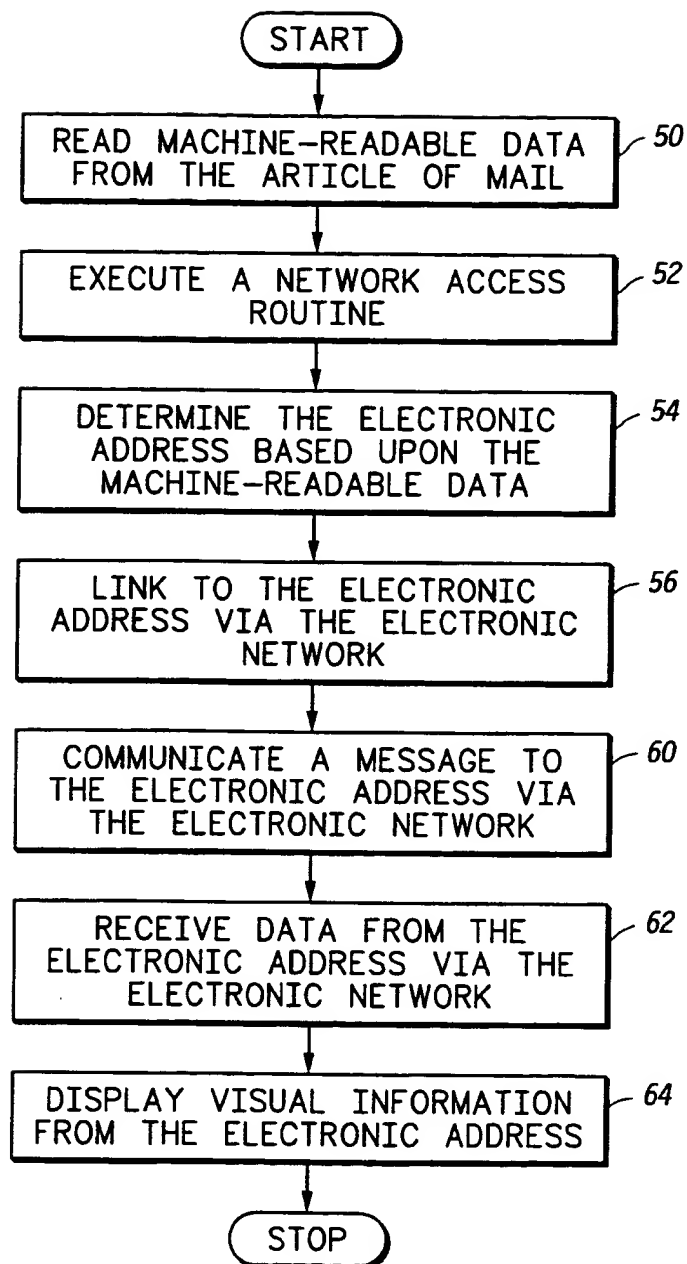 START
READ MACHINE-READABLE DATA
FROM THE ARTICLE OF MAIL
50
EXECUTE A NETWORK ACCESS
ROUTINE
52
DETERMINE THE ELECTRONIC
ADDRESS BASED UPON THE
MACHINE-READABLE DATA
54
LINK TO THE ELECTRONIC
ADDRESS VIA THE ELECTRONIC
NETWORK
56
COMMUNICATE A MESSAGE TO
THE ELECTRONIC ADDRESS VIA
THE ELECTRONIC NETWORK
60
RECEIVE DATA FROM THE
ELECTRONIC ADDRESS VIA THE
ELECTRONIC NETWORK
62
DISPLAY VISUAL INFORMATION
FROM THE ELECTRONIC ADDRESS
64
STOP